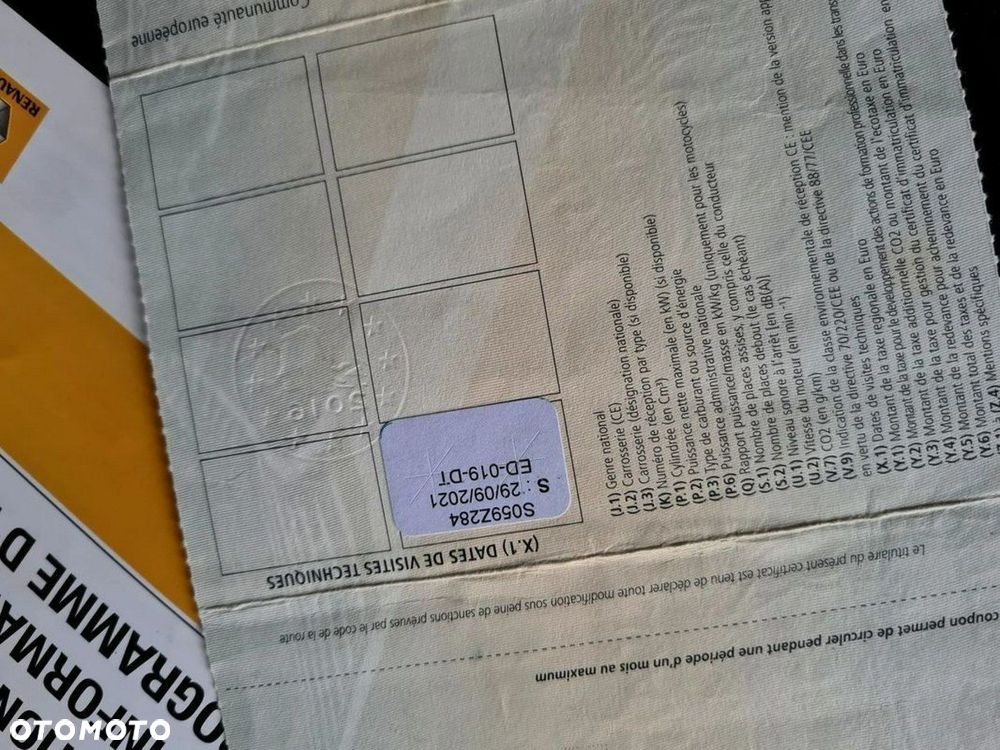 Communauté européenne
RENAU
(X.1) DATES DE VISITES TECHNIQUES
S059Z284
S : 29/09/2021
ED-019-DT
2019
(J.1) Genre national
(J.2) Carrosserie (CE)
(J.3) Carrosserie (désignation nationale)
(K) Numéro de réception par type (si disponible)
(P.1) Cylindrée (en Cm³)
(P.2) Puissance nette maximale (en kW) (si disponible)
(P.3) Type de carburant ou source d'énergie
(P.6) Puissance administrative nationale
(Q) Rapport puissance/masse en kW/kg (uniquement pour les motocycles)
(S.1) Nombre de places assises, y compris celle du conducteur
(S.2) Nombre de places debout (le cas échéant)
(U.1) Niveau sonore à l'arrêt [en dB(A)]
(U.2) Vitesse du moteur (en min ⁻¹)
(V.7) CO2 (en g/km)
(V.9) Indication de la classe environnementale de réception CE ; mention de la version app
en vertu de la directive 70/220/CEE ou de la directive 88/77/CEE
(X.1) Dates de visites techniques
(Y.1) Montant de la taxe régionale en Euro
(Y.2) Montant de la taxe pour le développement des actions de formation professionnelle dans les trans
(Y.3) Montant de la taxe additionnelle CO2 ou montant de l'écotaxe en Euro
(Y.4) Montant de la taxe pour gestion du certificat d'immatriculation en Euro
(Y.5) Montant de la redevance pour acheminement du certificat d'immatriculation en
(Y.6) Montant total des taxes et de la redevance en Euro
(Z.4) Mentions spécifiques
Le titulaire du présent certificat est tenu de déclarer toute modification sous peine de sanctions prévues par le code de la route
coupon permet de circuler pendant une période d'un mois au maximum
TION
INFORMA
OGRAMME D
OTOMOTO